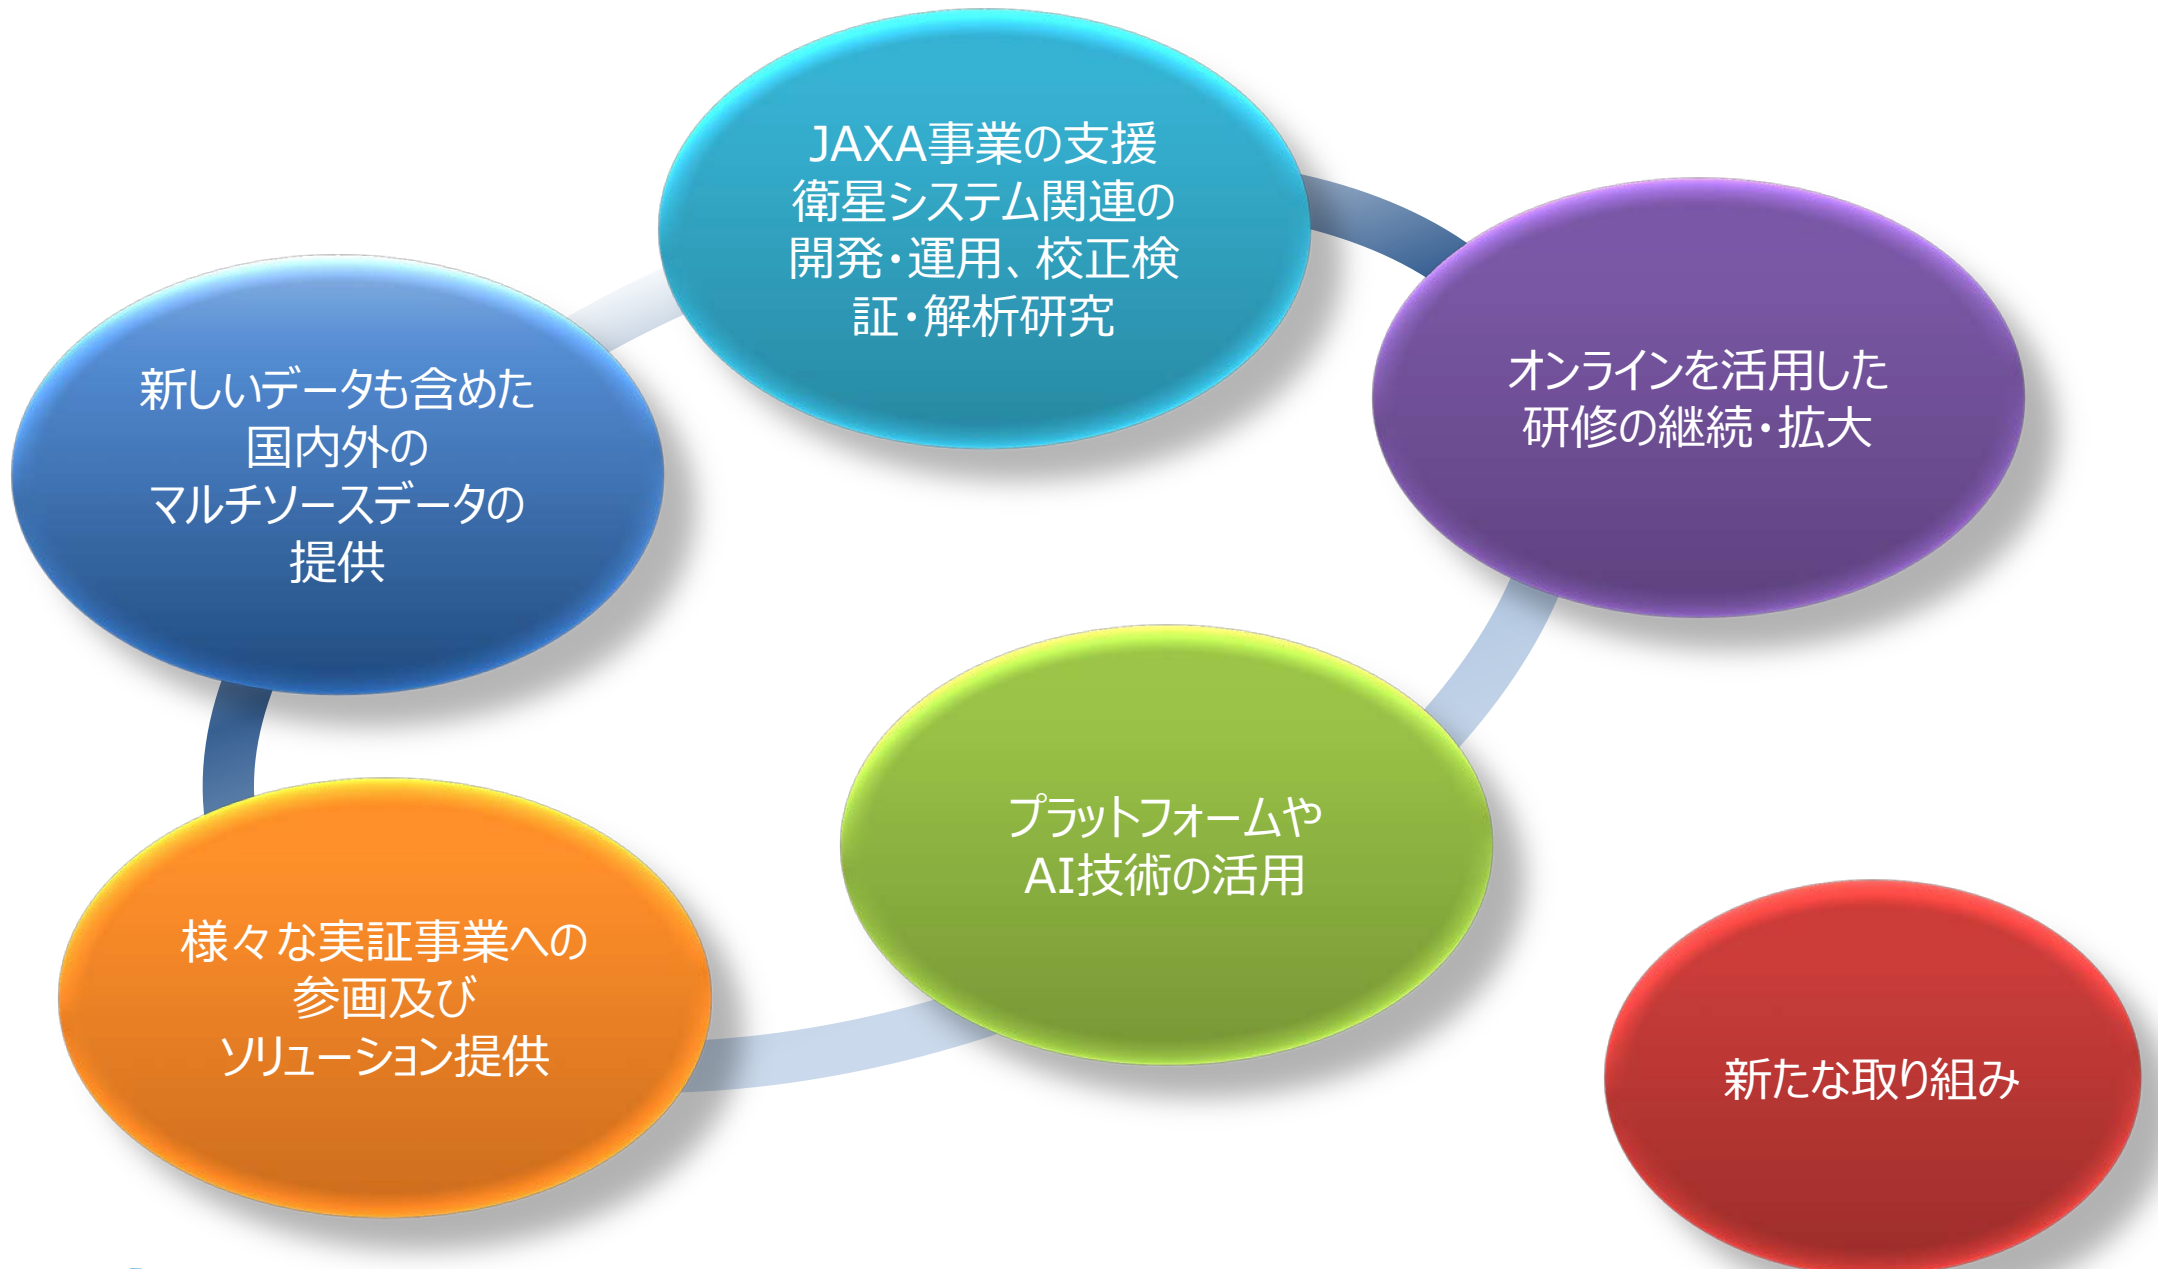 JAXA事業の支援
衛星システム関連の
開発・運用、校正検
証・解析研究
新しいデータも含めた
国内外の
マルチソースデータの
提供
オンラインを活用した
研修の継続・拡大
プラットフォームや
AI技術の活用
様々な実証事業への
参画及び
ソリューション提供
新たな取り組み